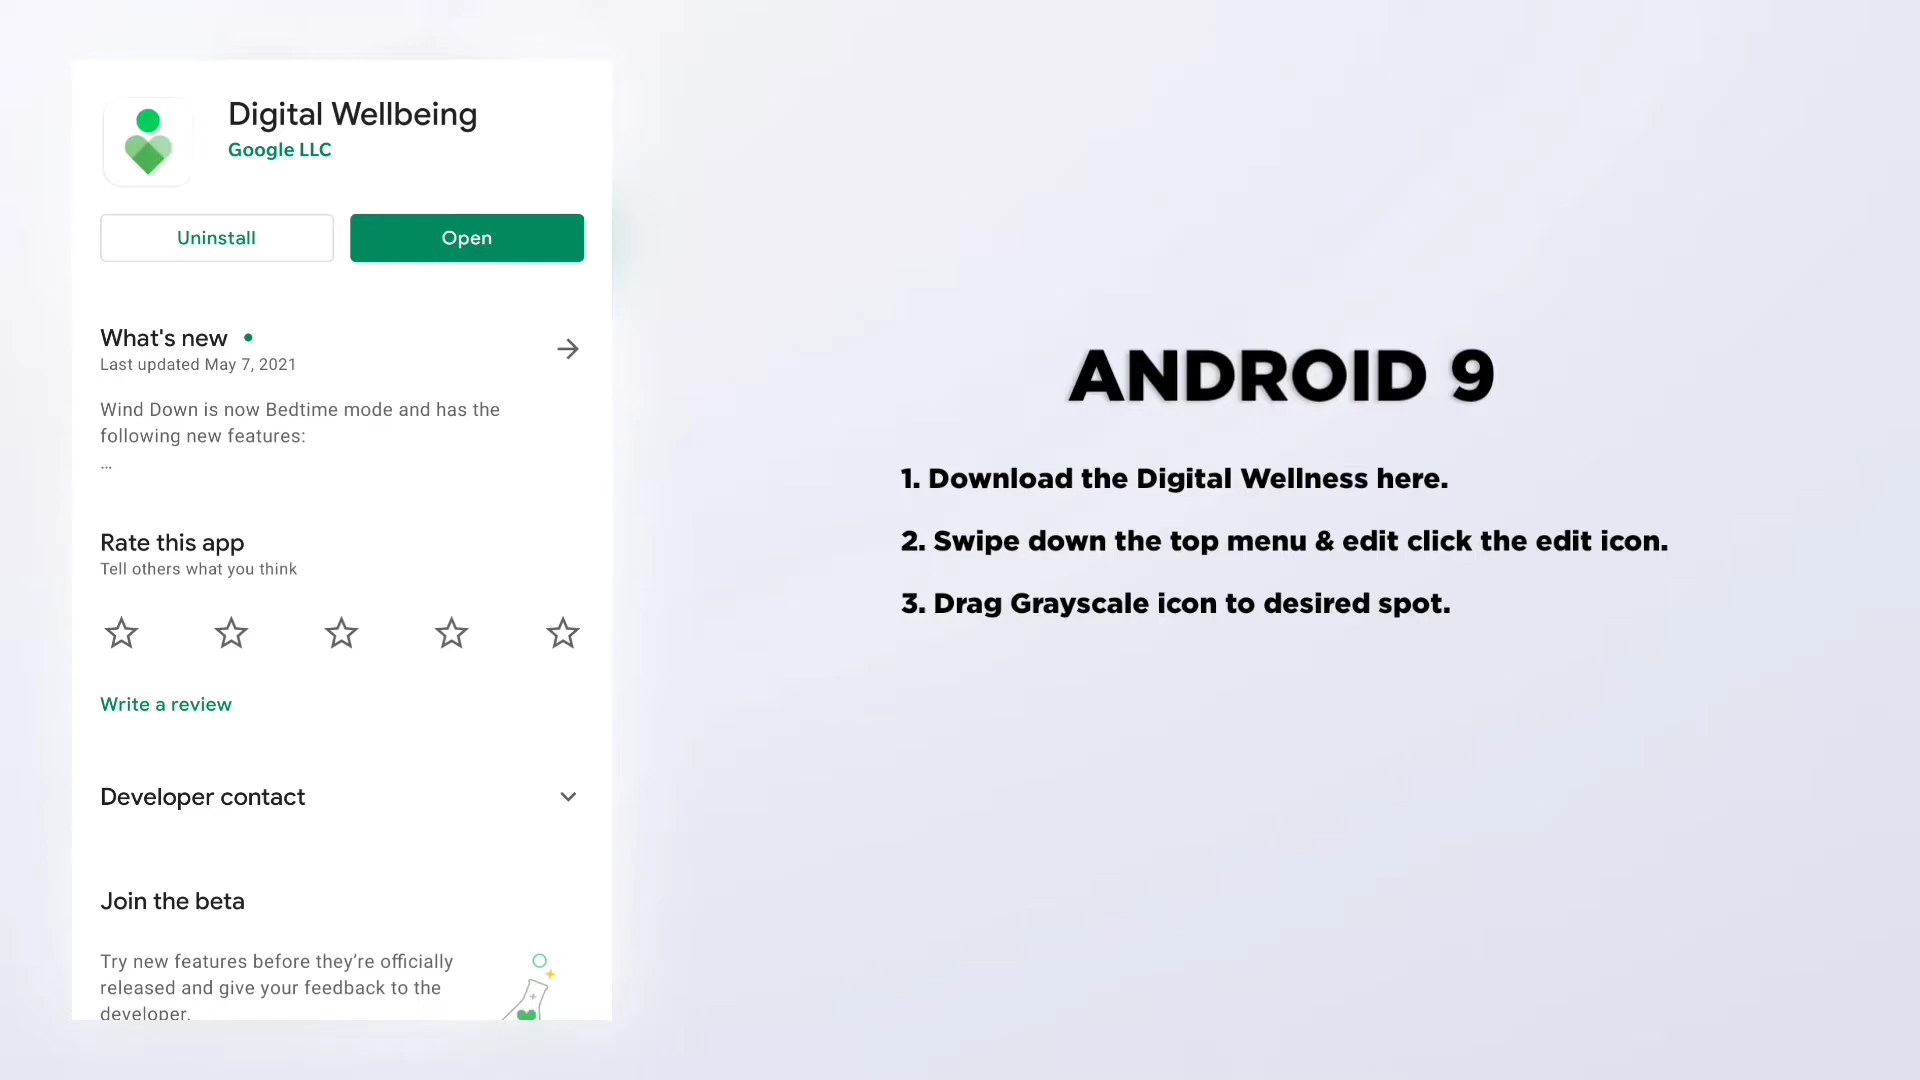 Digital Wellbeing
Google LLC
Uninstall
Open
What's new
Last updated May 7, 2021
Wind Down is now Bedtime mode and has the
following new features:
...
Rate this app
Tell others what you think
Write a review
Developer contact
Join the beta
Try new features before they’re officially
released and give your feedback to the
developer.
ANDROID 9
1. Download the Digital Wellness here.
2. Swipe down the top menu & edit click the edit icon.
3. Drag Grayscale icon to desired spot.